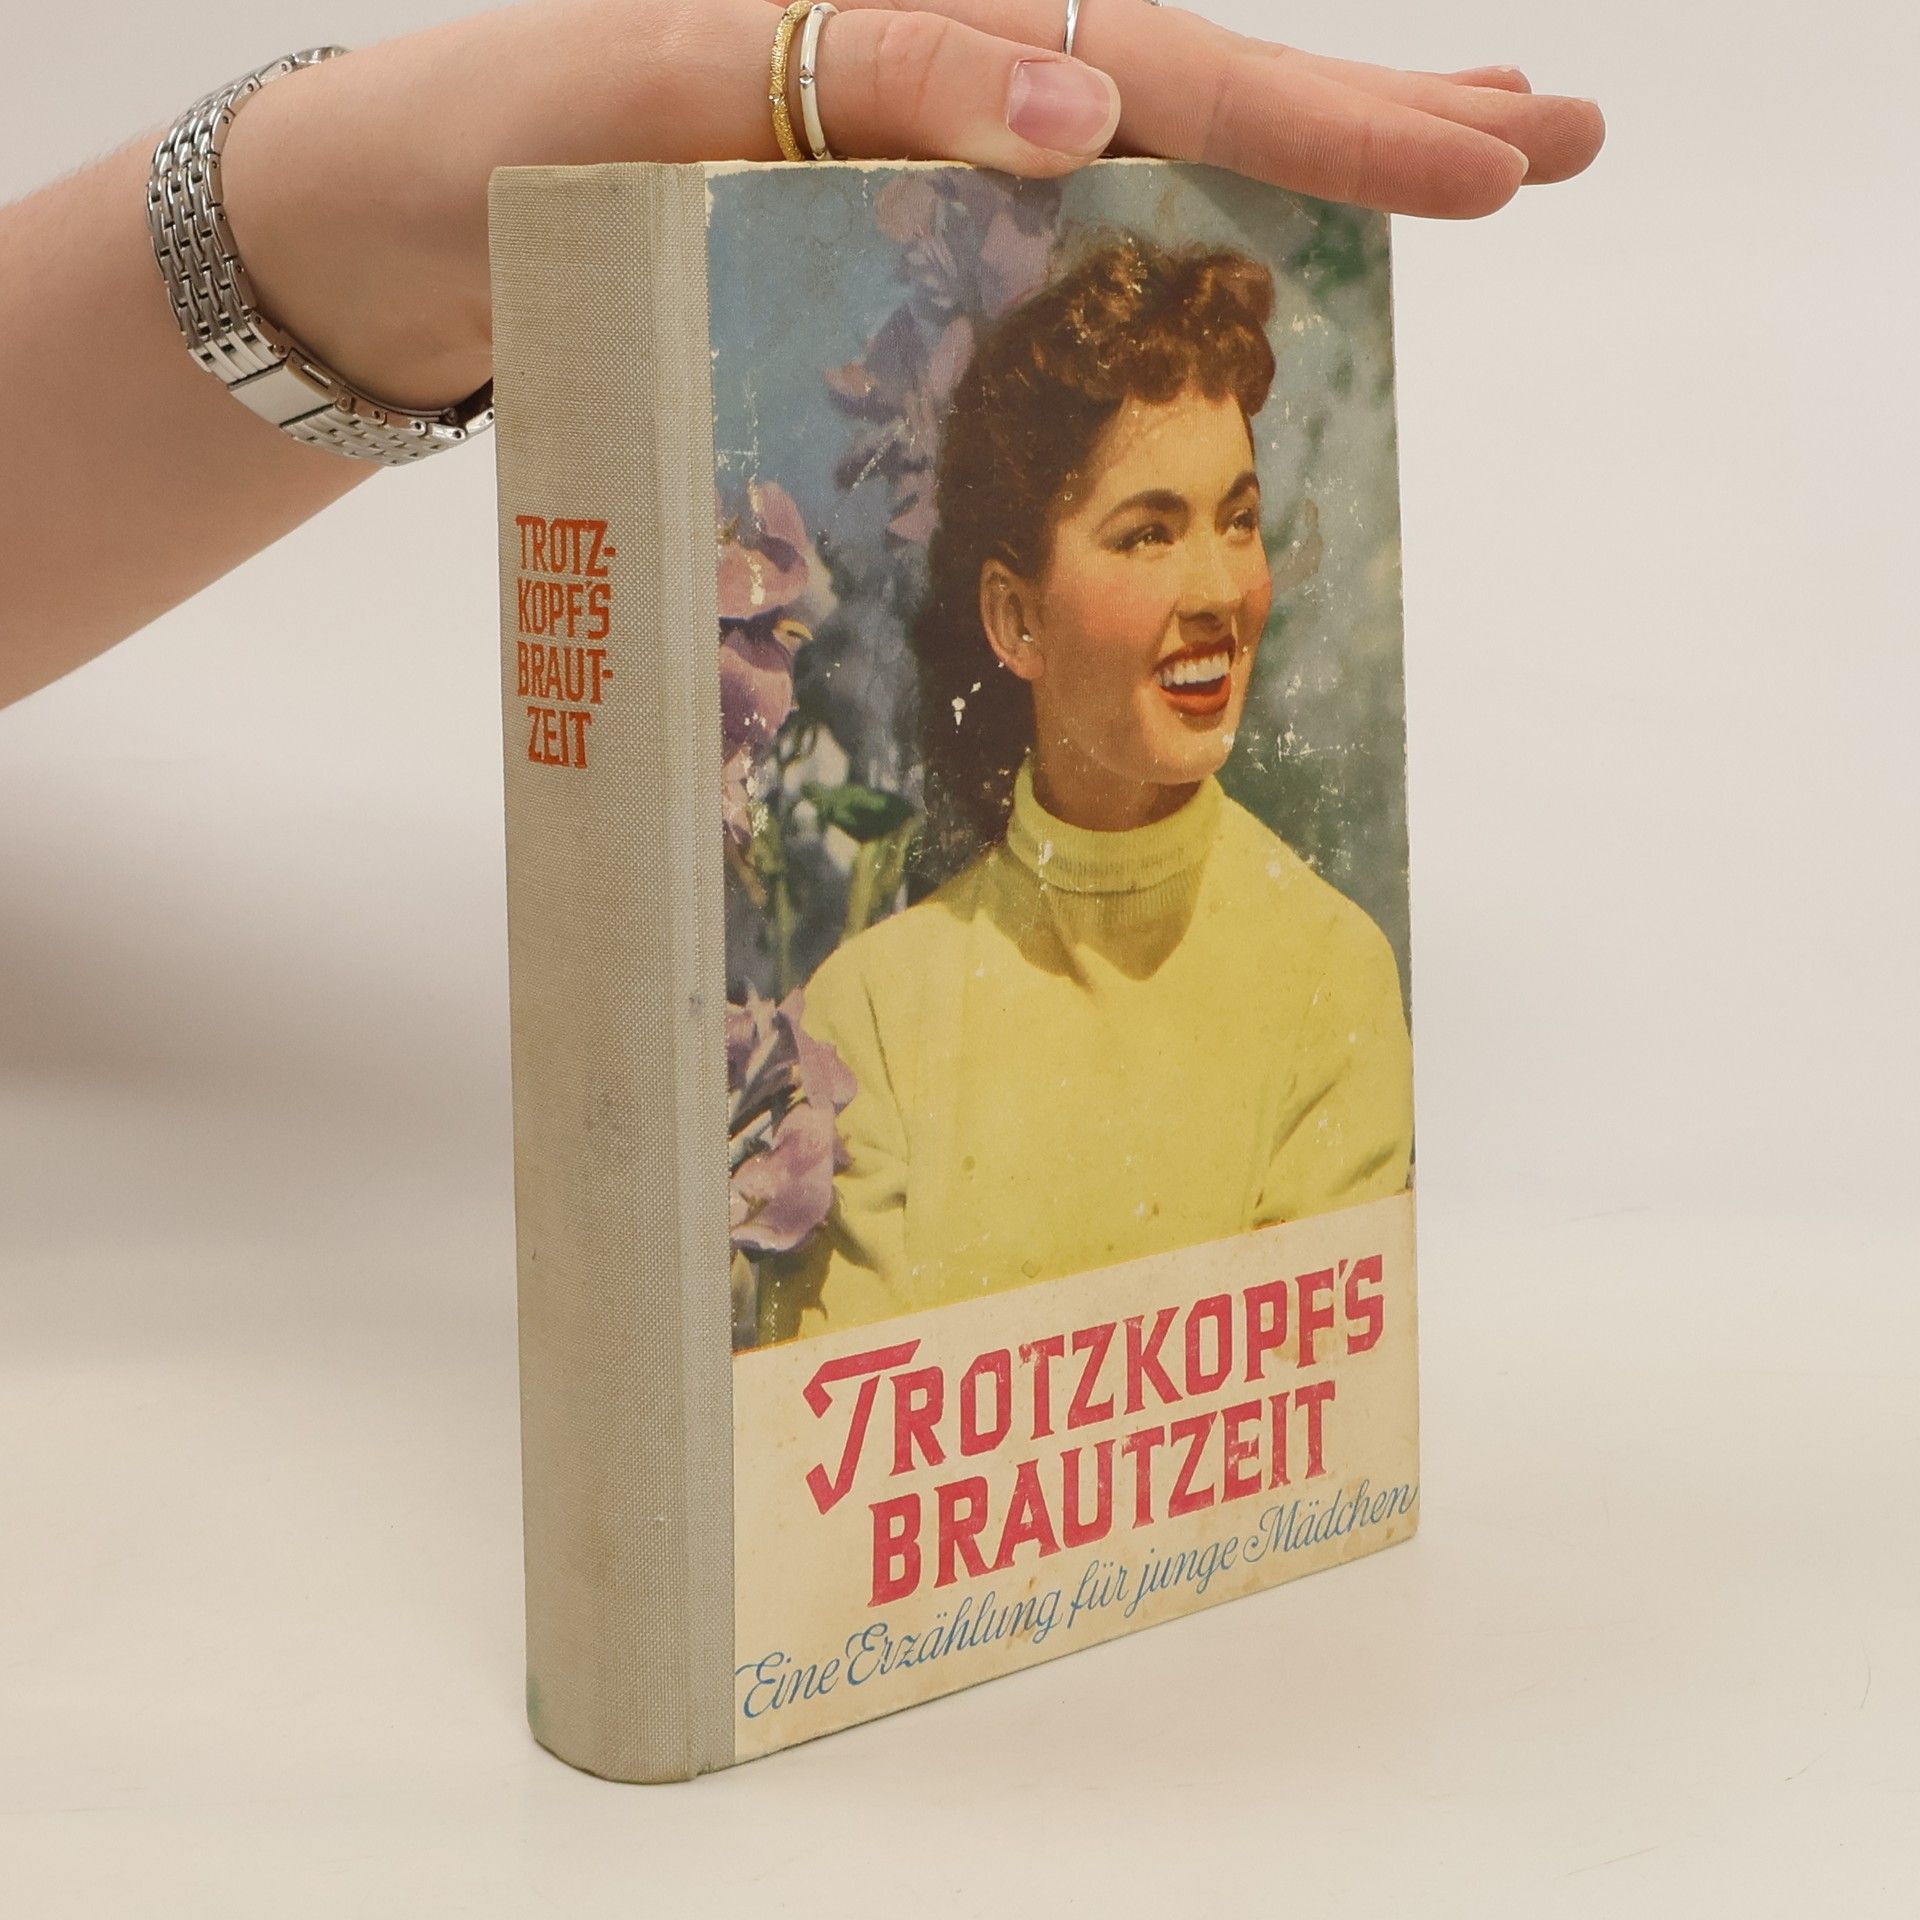 TROTZ-
KOPF'S
BRAUT-
ZEIT
TROTZKOPF'S
BRAUTZEIT
Eine Erzählung für junge Mädchen